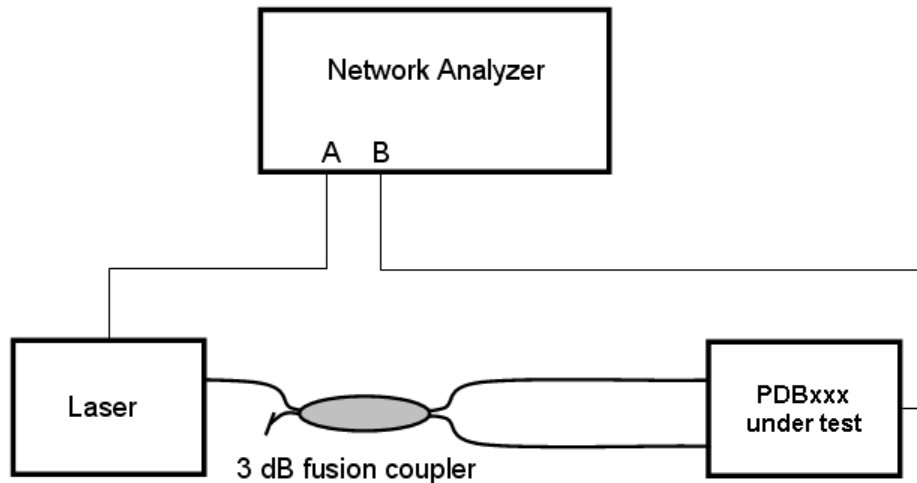 Network Analyzer
A B
Laser
PDBxxx
under test
3 dB fusion coupler